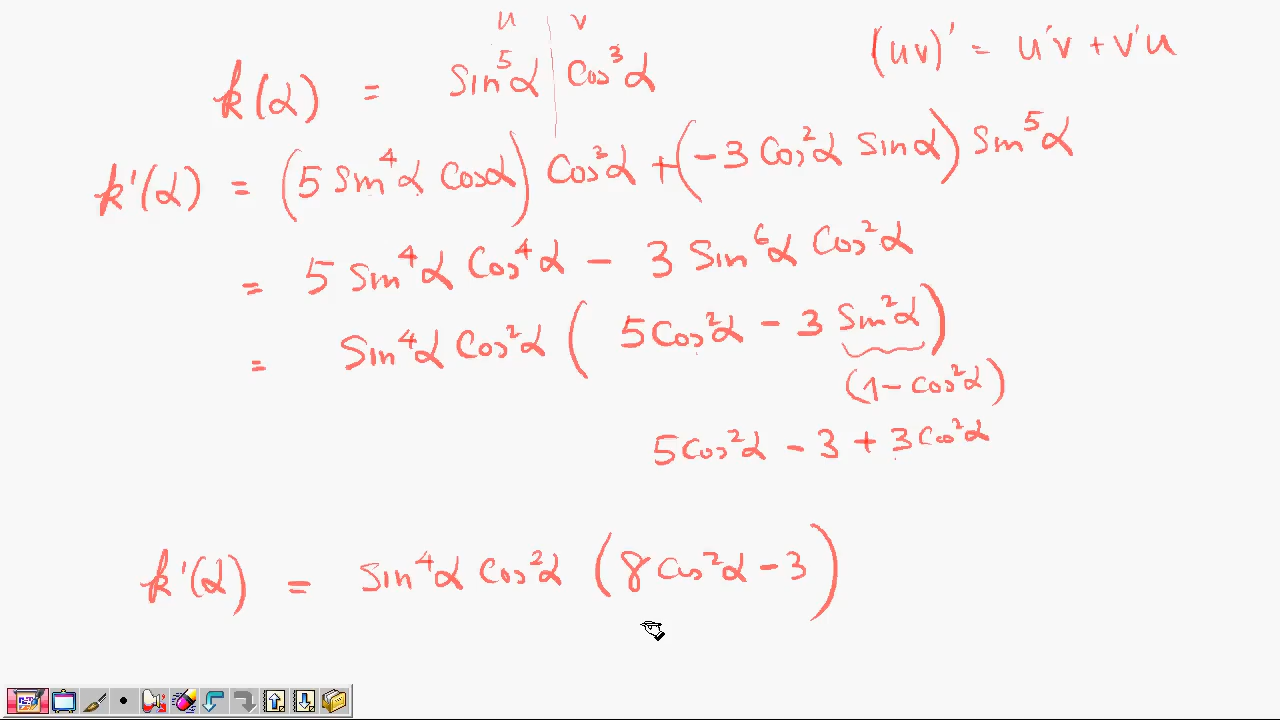 u | v
k(α) = Sin⁵α | Cos³α
(uv)' = u'v + v'u
k'(α) = (5 Sin⁴α Cosα) Cos³α + (-3 Cos²α Sinα) Sin⁵α
= 5 Sin⁴α Cos⁴α - 3 Sin⁶α Cos²α
= Sin⁴α Cos²α ( 5Cos²α - 3 Sin²α )
(1 - Cos²α)
5Cos²α - 3 + 3Cos²α
k'(α) = Sin⁴α Cos²α (8Cos²α - 3)